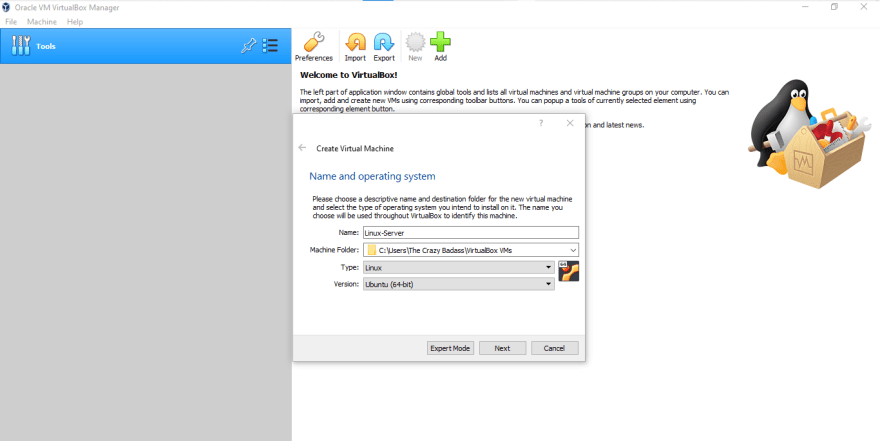 Oracle VM VirtualBox Manager
File Machine Help
Tools
Preferences Import Export New Add
Welcome to VirtualBox!
The left part of application window contains global tools and lists all virtual machines and virtual machine groups on your computer. You can
import, add and create new VMs using corresponding toolbar buttons. You can popup a tools of currently selected element using
corresponding element button.
on and latest news.
?
Create Virtual Machine
Name and operating system
Please choose a descriptive name and destination folder for the new virtual machine
and select the type of operating system you intend to install on it. The name you
choose will be used throughout VirtualBox to identify this machine.
Name: Linux-Server
Machine Folder: C:\Users\The Crazy Badass\VirtualBox VMs
Type: Linux
64
Version: Ubuntu (64-bit)
Expert Mode Next Cancel